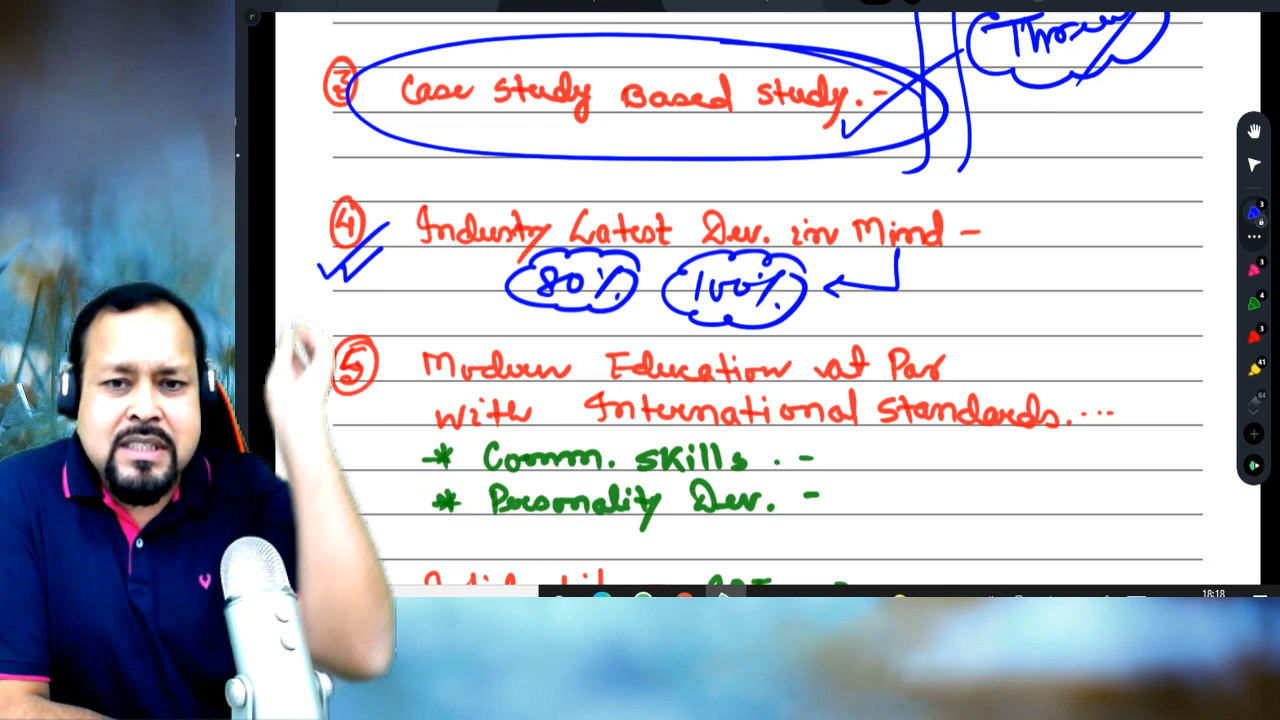 Theory
③ Case Study Based Study. -
④ Industry Latest Dev. in Mind -
80% 100%
⑤ Modern Education at Par
with International Standards....
* Comm. Skills. -
* Personality Dev. -
18:18